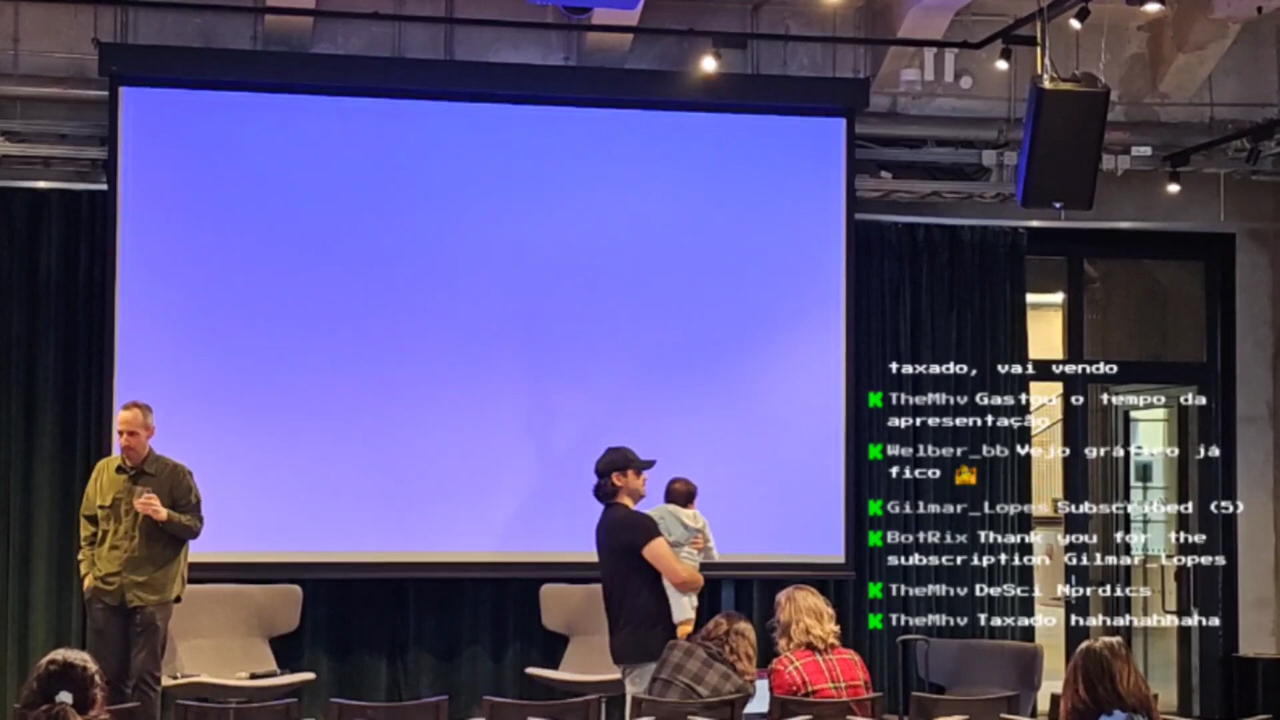 taxado, vai vendo
TheMhv Gastou o tempo da
apresentação
Welber_bb Vejo gráfico já
fico
Gilmar_Lopes Subscribed (5)
BotRix Thank you for the
subscription Gilmar_Lopes
TheMhv DeSci Nordics
TheMhv Taxado hahahahhaha